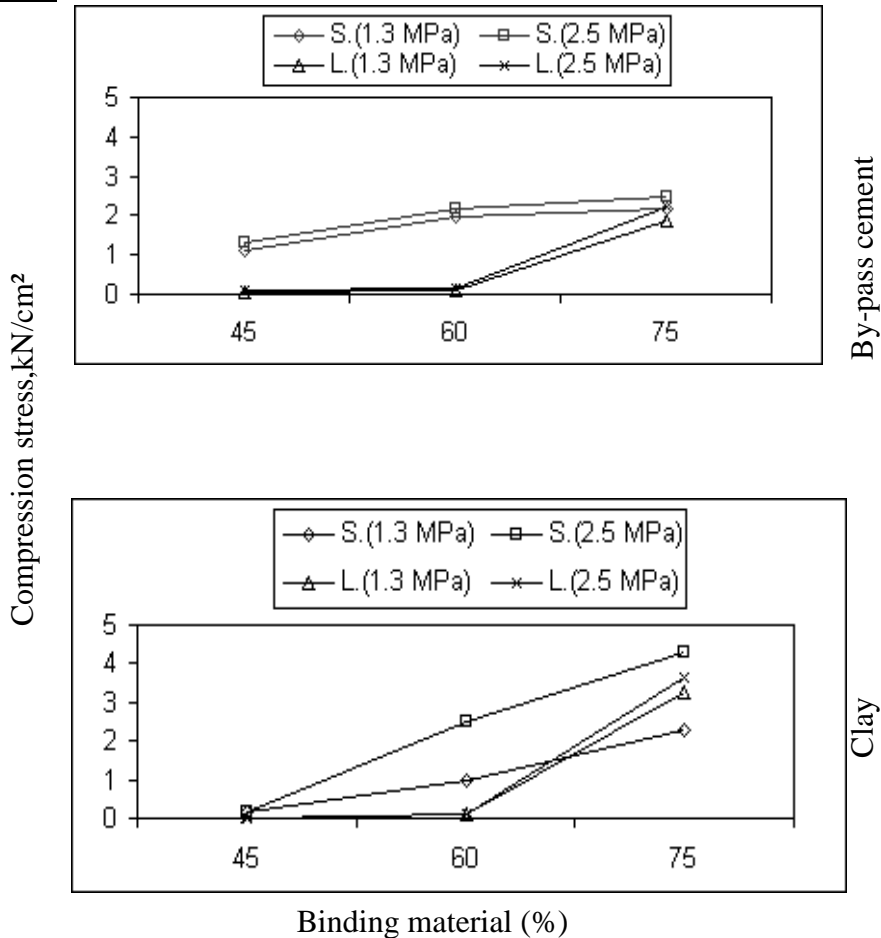 S.(1.3 MPa) S.(2.5 MPa)
L.(1.3 MPa) L.(2.5 MPa)
5
4
3
2
1
0
45 60 75
By-pass cement
Compression stress,kN/cm²
S.(1.3 MPa) S.(2.5 MPa)
L.(1.3 MPa) L.(2.5 MPa)
5
4
3
2
1
0
45 60 75
Clay
Binding material (%)